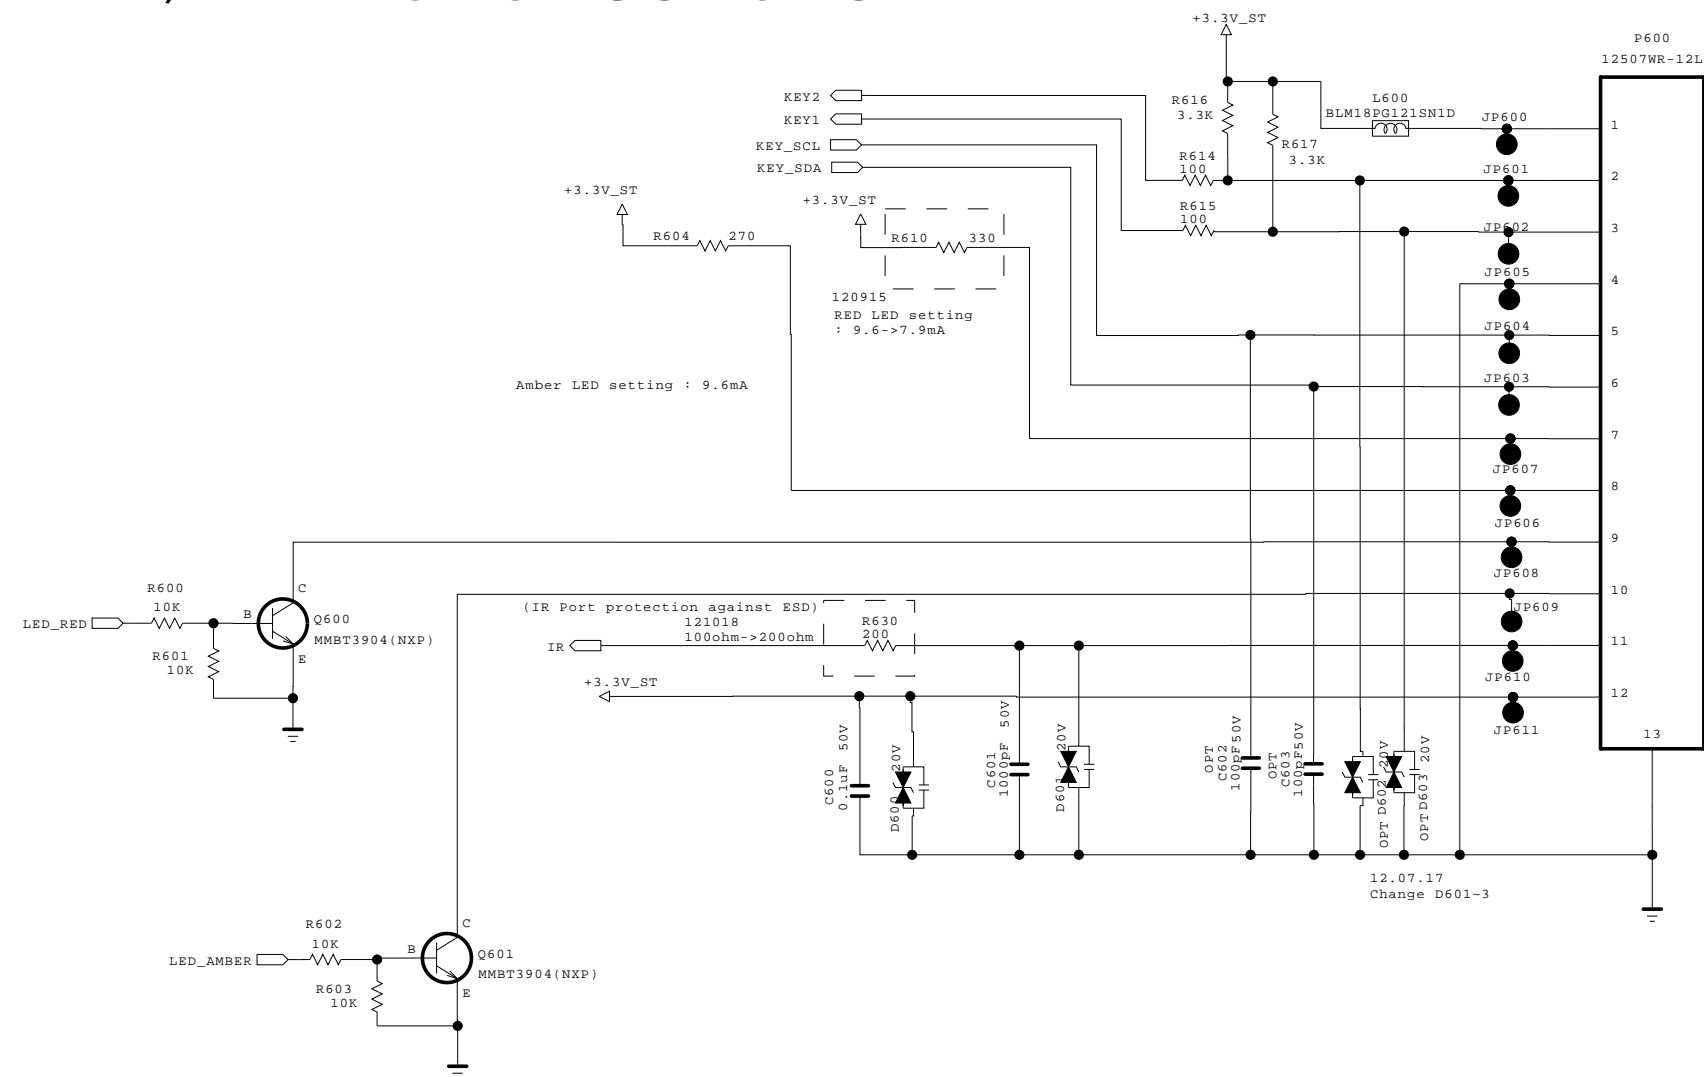 +3.3V_ST
P600
12507WR-12L
KEY2
KEY1
KEY_SCL
KEY_SDA
R616
3.3K
R617
3.3K
L600
BLM18PG121SN1D
R614
100
R615
100
+3.3V_ST
R604 270
+3.3V_ST
R610 330
120915
RED LED setting
: 9.6->7.9mA
Amber LED setting : 9.6mA
JP600
1
JP601
2
JP602
3
JP605
4
JP604
5
JP603
6
7
JP607
8
JP606
9
JP608
10
JP609
11
JP610
12
JP611
13
LED_RED
R600
10K
R601
10K
B
C
E
Q600
MMBT3904(NXP)
(IR Port protection against ESD)
121018
100ohm->200ohm
R630
200
IR
+3.3V_ST
C600
0.1uF 50V
D600 20V
C601
1000pF 50V
D601 20V
OPT
C602
100pF 50V
OPT
C603
100pF 50V
OPT D602 20V
OPT D603 20V
12.07.17
Change D601~3
LED_AMBER
R602
10K
R603
10K
B
C
E
Q601
MMBT3904(NXP)